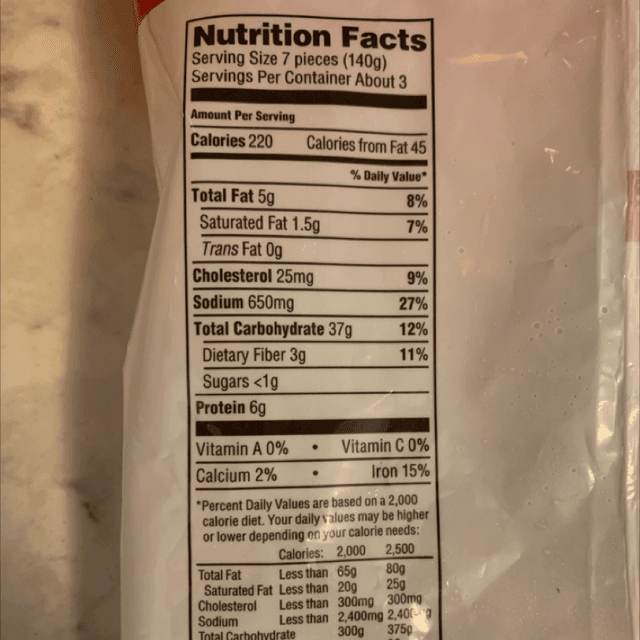 Nutrition Facts
Serving Size 7 pieces (140g)
Servings Per Container About 3
Amount Per Serving
Calories 220 Calories from Fat 45
% Daily Value*
Total Fat 5g 8%
Saturated Fat 1.5g 7%
Trans Fat 0g
Cholesterol 25mg 9%
Sodium 650mg 27%
Total Carbohydrate 37g 12%
Dietary Fiber 3g 11%
Sugars <1g
Protein 6g
Vitamin A 0% • Vitamin C 0%
Calcium 2% • Iron 15%
*Percent Daily Values are based on a 2,000
calorie diet. Your daily values may be higher
or lower depending on your calorie needs:
Calories: 2,000 2,500
Total Fat Less than 65g 80g
Saturated Fat Less than 20g 25g
Cholesterol Less than 300mg 300mg
Sodium Less than 2,400mg
Total Carbohydrate 300g 375g